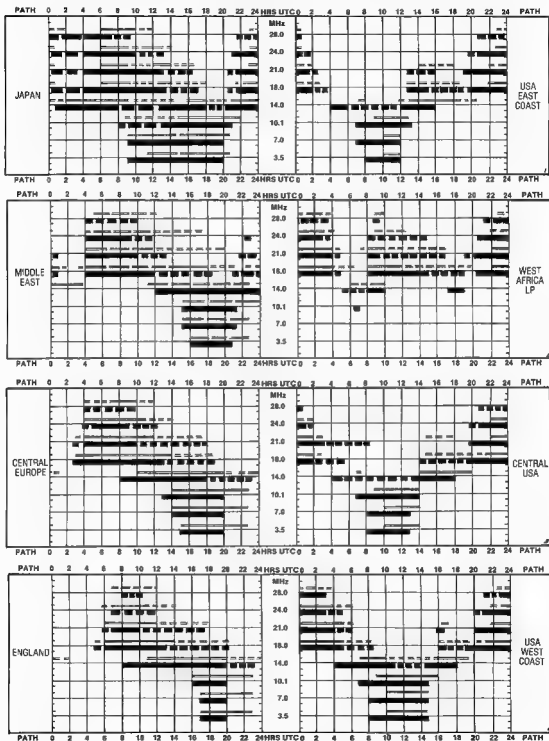 PATH 0 2 4 6 8 10 12 14 16 18 20 22 24 HRS UTC 0 2 4 6 8 10 12 14 16 18 20 22 24 PATH
JAPAN
MHz
28.0
24.0
21.0
18.0
14.0
10.1
7.0
3.5
USA
EAST
COAST
0 2 4 6 8 10 12 14 16 18 20 22 24 HRS UTC 0 2 4 6 8 10 12 14 16 18 20 22 24
MIDDLE
EAST
MHz
28.0
24.0
21.0
18.0
14.0
10.1
7.0
3.5
WEST
AFRICA
LP
PATH 0 2 4 6 8 10 12 14 16 18 20 22 24 HRS UTC 0 2 4 6 8 10 12 14 16 18 20 22 24 PATH
CENTRAL
EUROPE
MHz
28.0
24.0
21.0
18.0
14.0
10.1
7.0
3.5
CENTRAL
USA
PATH 0 2 4 6 8 10 12 14 16 18 20 22 24 HRS UTC 0 2 4 6 8 10 12 14 16 18 20 22 24 PATH
ENGLAND
MHz
28.0
24.0
21.0
18.0
14.0
10.1
7.0
3.5
USA
WEST
COAST
PATH 0 2 4 6 8 10 12 14 16 18 20 22 24 HRS UTC 0 2 4 6 8 10 12 14 16 18 20 22 24 PATH